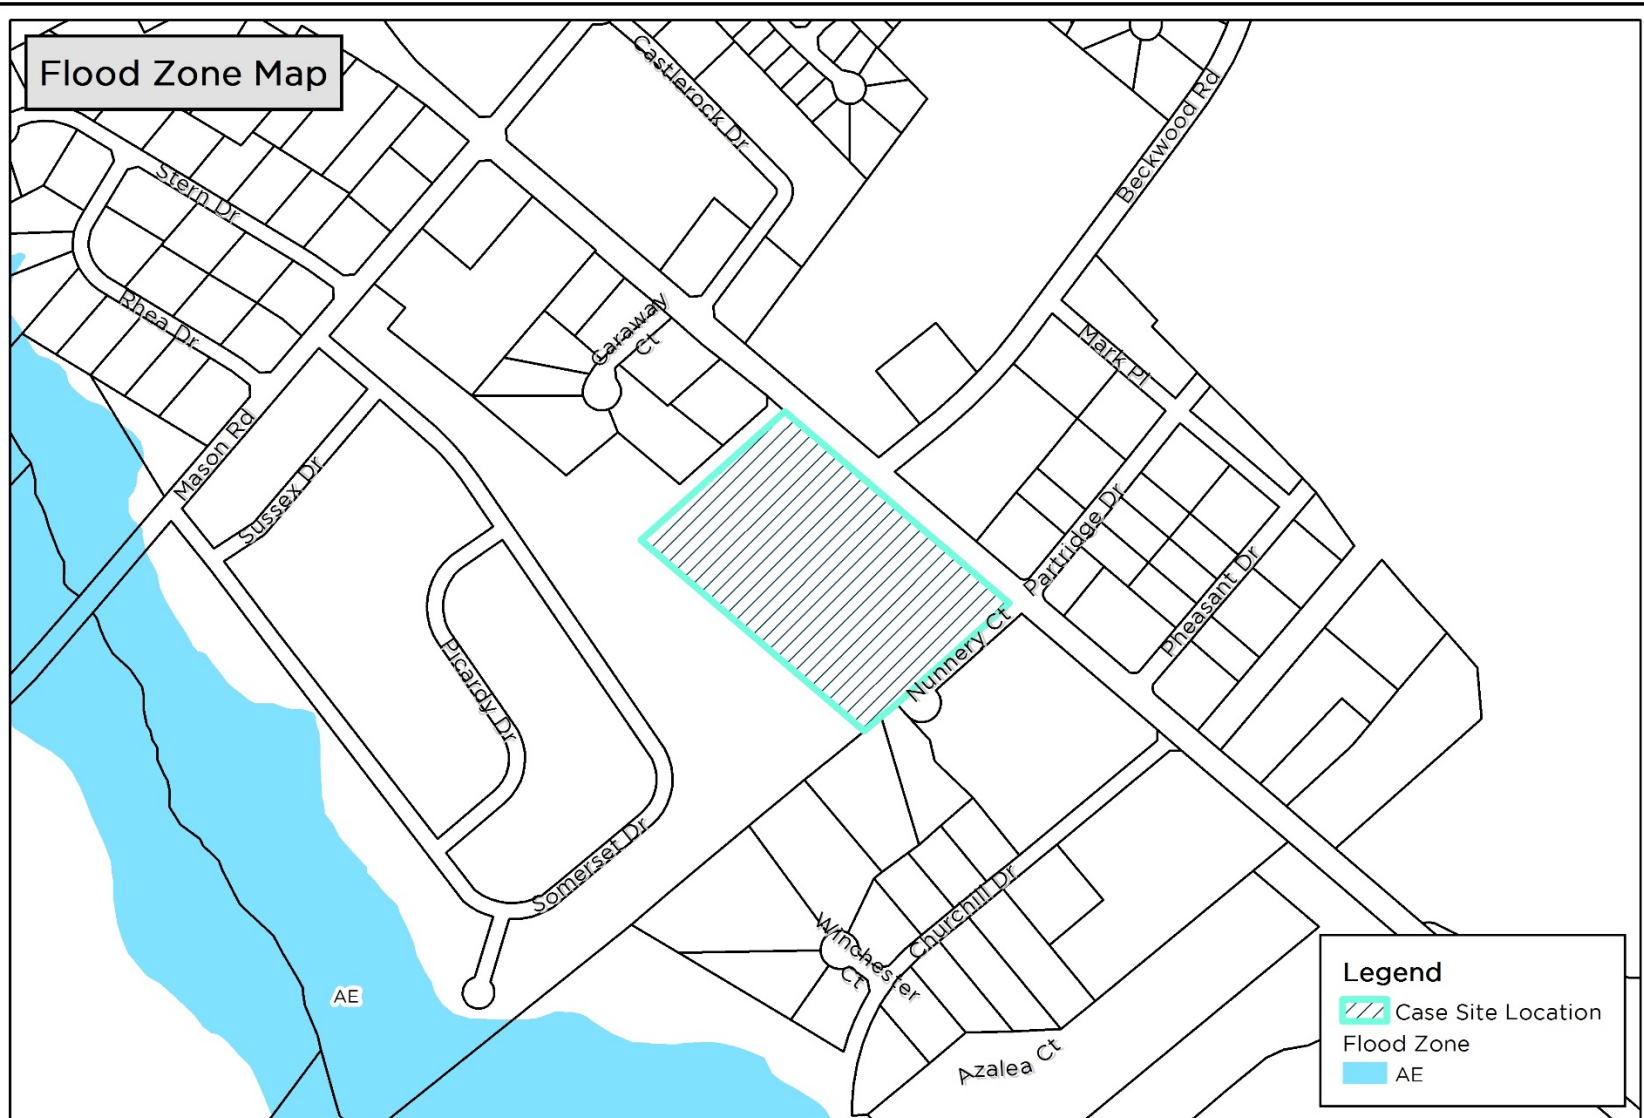 Flood Zone Map
Castlerock Dr
Beckwood Rd
Stern Dr
Rhea Dr
Caraway
Ct
Mark Pl
Mason Rd
Sussex Dr
Partridge Dr
Pheasant Dr
Nunnery Ct
Picardy Dr
Somerset Dr
Churchill Dr
Winchester
Ct
AE
Azalea Ct
Legend
Case Site Location
Flood Zone
AE